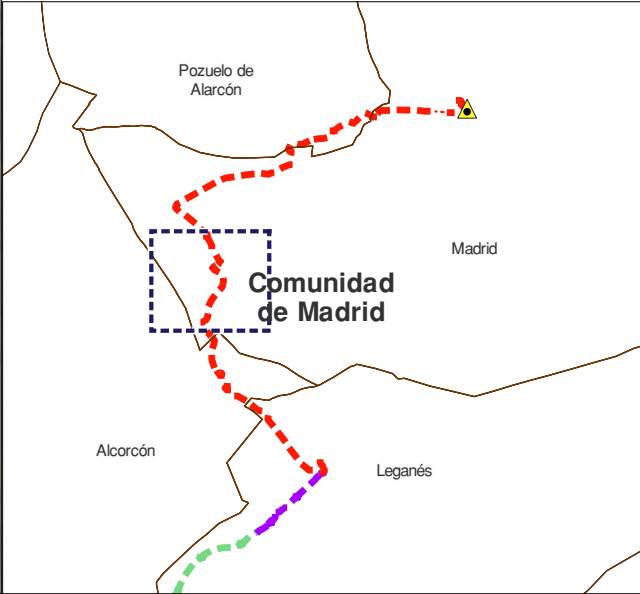 Pozuelo de
Alarcón
Madrid
Comunidad
de Madrid
Alcorcón
Leganés